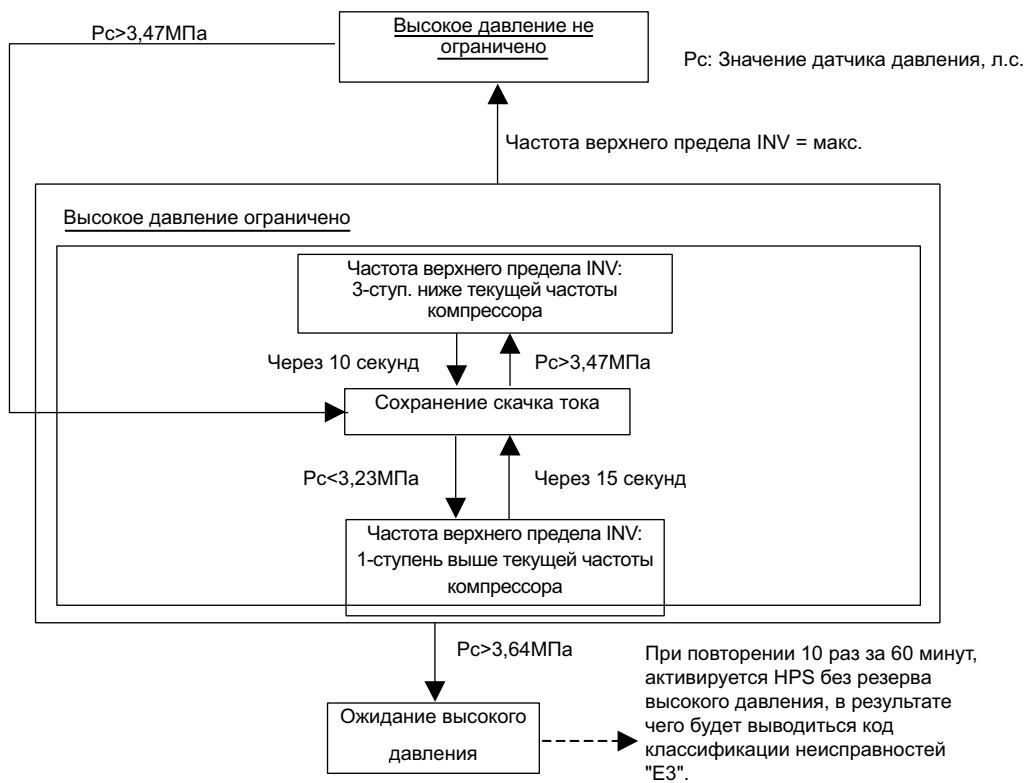 Pc>3,47МПа
Высокое давление не
ограничено
Pc: Значение датчика давления, л.с.
Частота верхнего предела INV = макс.
Высокое давление ограничено
Частота верхнего предела INV:
3-ступ. ниже текущей частоты
компрессора
Через 10 секунд
Pc>3,47МПа
Сохранение скачка тока
Pc<3,23МПа
Через 15 секунд
Частота верхнего предела INV:
1-ступень выше текущей частоты
компрессора
Pc>3,64МПа
Ожидание высокого
давления
При повторении 10 раз за 60 минут,
активируется HPS без резерва
высокого давления, в результате
чего будет выводиться код
классификации неисправностей
"E3".